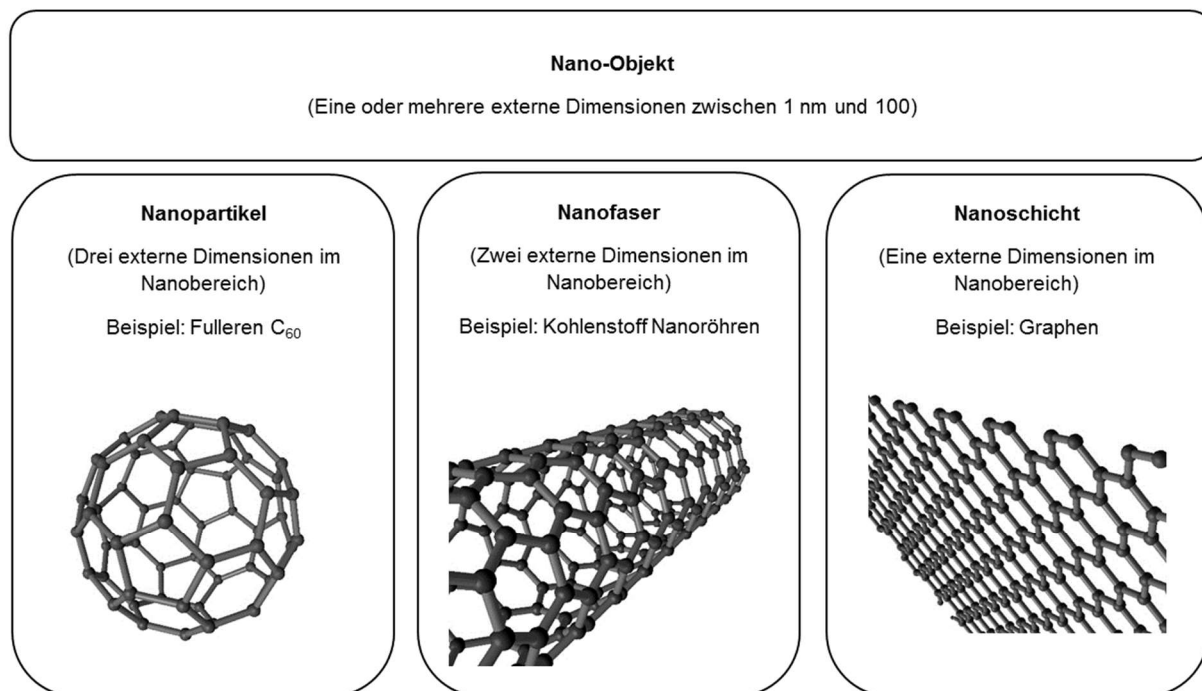 Nano-Objekt
(Eine oder mehrere externe Dimensionen zwischen 1 nm und 100)
Nanopartikel
(Drei externe Dimensionen im
Nanobereich)
Beispiel: Fulleren C₆₀
Nanofaser
(Zwei externe Dimensionen im
Nanobereich)
Beispiel: Kohlenstoff Nanoröhren
Nanoschicht
(Eine externe Dimensionen im
Nanobereich)
Beispiel: Graphen